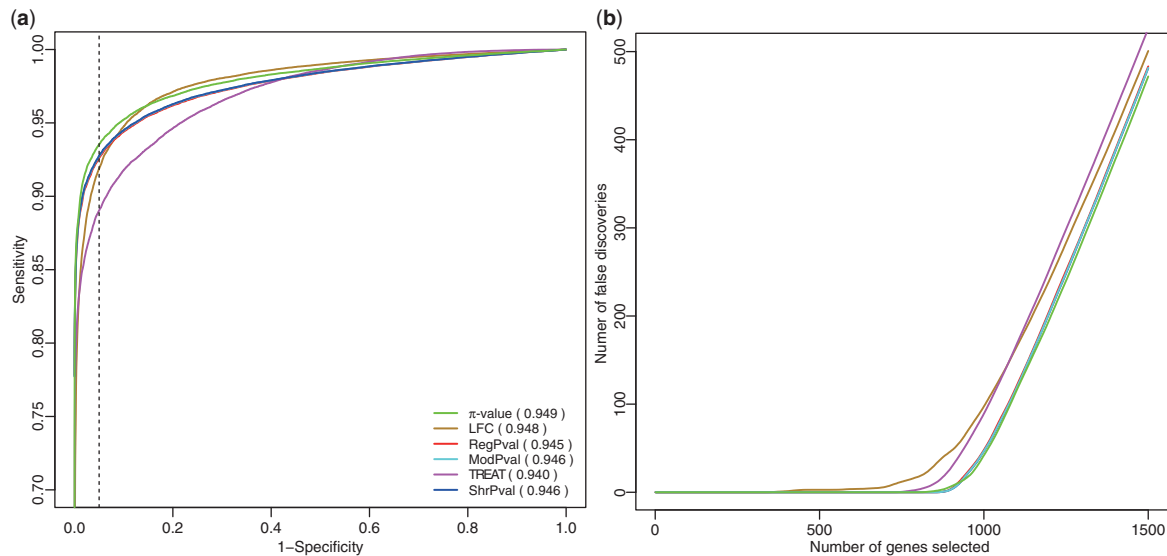 (a)
1.00
0.95
0.90
0.85
0.80
0.75
0.70
Sensitivity
π-value ( 0.949 )
LFC ( 0.948 )
RegPval ( 0.945 )
ModPval ( 0.946 )
TREAT ( 0.940 )
ShrPval ( 0.946 )
0.0 0.2 0.4 0.6 0.8 1.0
1−Specificity
(b)
500
400
300
200
100
0
Numer of false discoveries
0 500 1000 1500
Number of genes selected